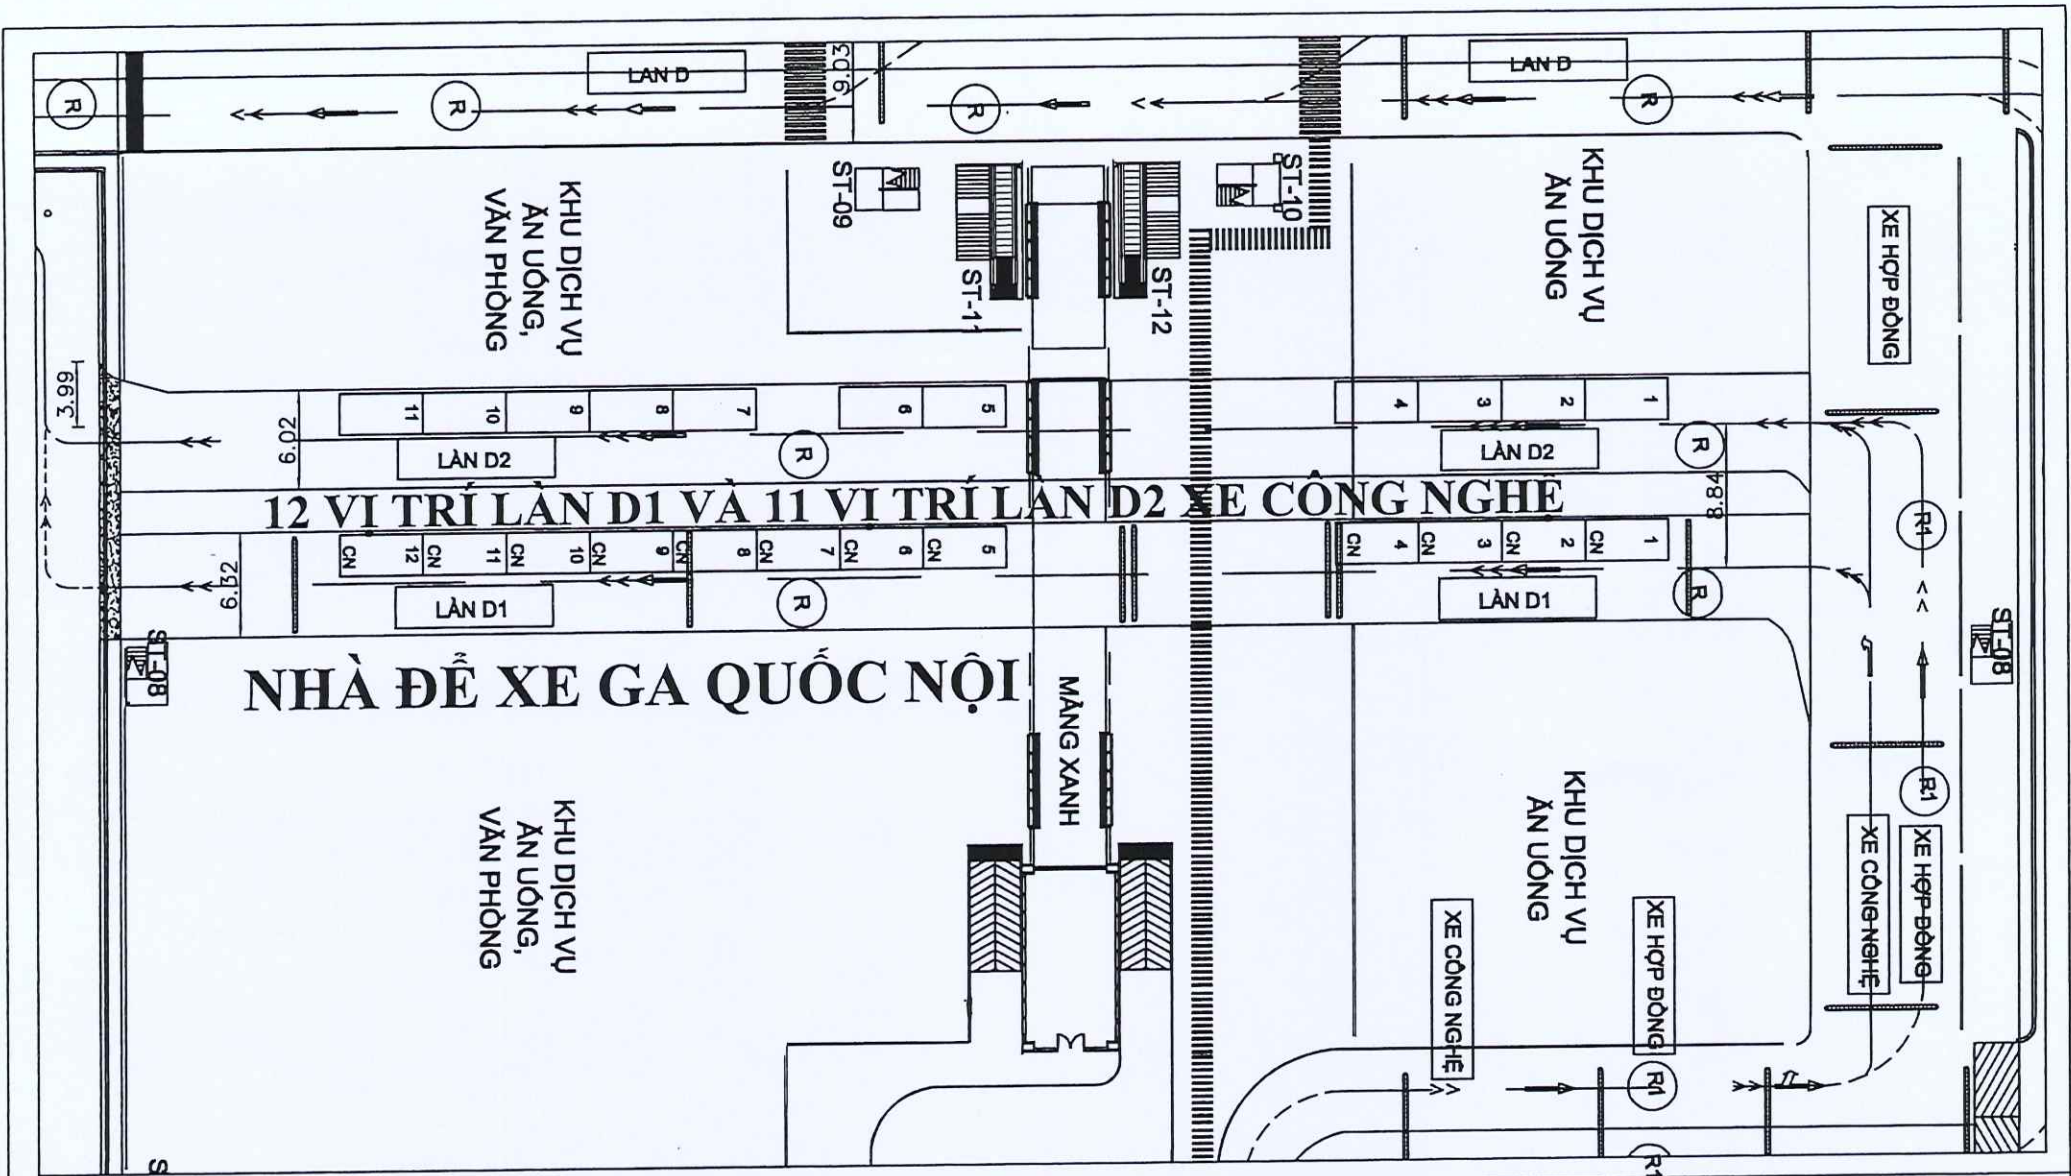 LAN D
9.03
LAN D
R
R
R
R
KHU DỊCH VỤ
ĂN UỐNG,
VĂN PHÒNG
ST-09
ST-11
ST-12
ST-10
KHU DỊCH VỤ
ĂN UỐNG
XE HỢP ĐỒNG
3.99
6.02
11
10
9
8
7
6
5
4
3
2
1
LÀN D2
R
LÀN D2
R
8.84
R1
12 VỊ TRÍ LÀN D1 VÀ 11 VỊ TRÍ LÀN D2 XE CÔNG NGHỆ
6.32
CN
12
CN
11
CN
10
CN
9
CN
8
CN
7
CN
6
CN
5
CN
4
CN
3
CN
2
CN
1
LÀN D1
R
LÀN D1
R
ST-08
ST-08
NHÀ ĐỂ XE GA QUỐC NỘI
MẢNG XANH
R1
KHU DỊCH VỤ
ĂN UỐNG,
VĂN PHÒNG
KHU DỊCH VỤ
ĂN UỐNG
XE CÔNG NGHỆ
XE HỢP ĐỒNG
XE CÔNG NGHỆ
XE HỢP ĐỒNG
R1
R1
S